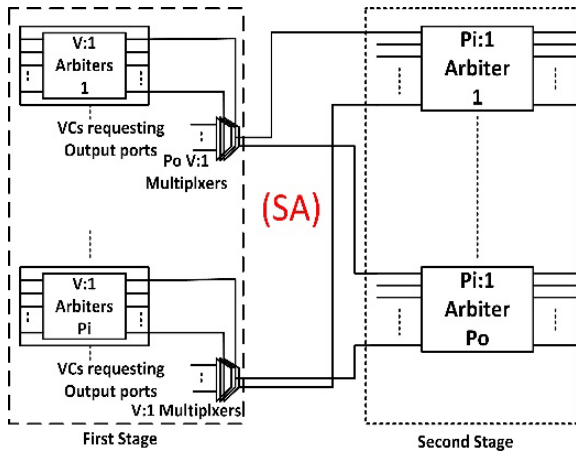 V:1
Arbiters
1
VCs requesting
Output ports
Po V:1
Multiplxers
(SA)
V:1
Arbiters
Pi
VCs requesting
Output ports
V:1 Multiplxers
First Stage
Pi:1
Arbiter
1
Pi:1
Arbiter
Po
Second Stage